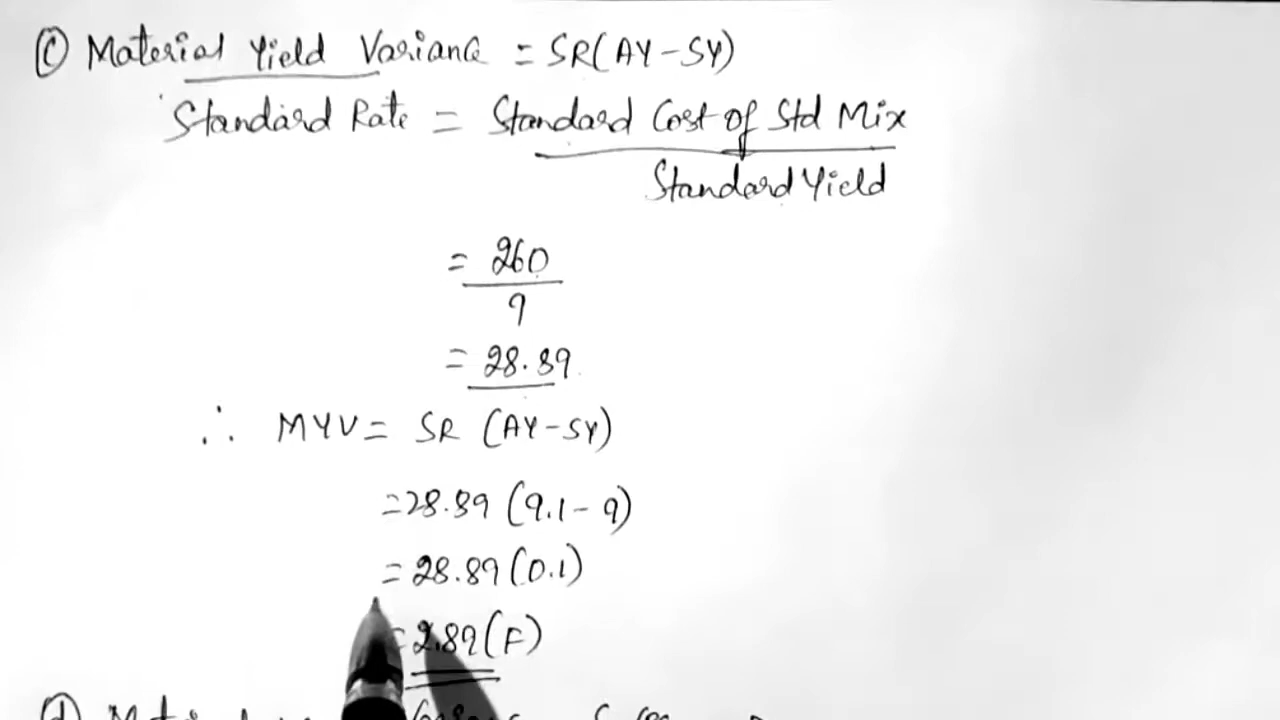 Ⓒ Material Yield Variance = SR(AY-SY)
Standard Rate = Standard Cost of Std Mix
Standard Yield
= 260
9
= 28.89
∴ MYV = SR (AY-SY)
= 28.89 (9.1 - 9)
= 28.89 (0.1)
= 2.89 (F)